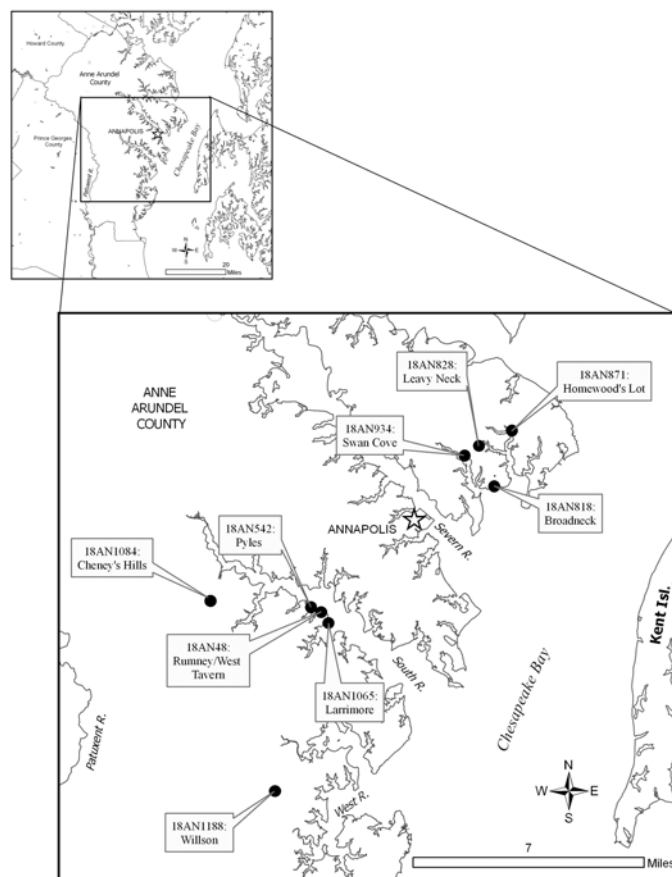 Howard County
Anne Arundel
County
Prince Georges
County
ANNAPOLIS
Chesapeake Bay
Patuxent R.
N
W
E
S
20
Miles
ANNE
ARUNDEL
COUNTY
18AN828:
Leavy Neck
18AN871:
Homewood's Lot
18AN934:
Swan Cove
18AN818:
Broadneck
ANNAPOLIS
Severn R.
18AN542:
Pyles
18AN1084:
Cheney's Hills
18AN48:
Rumney/West
Tavern
18AN1065:
Larrimore
South R.
Kent Isl.
Chesapeake Bay
Patuxent R.
West R.
18AN1188:
Willson
N
W
E
S
7
Miles